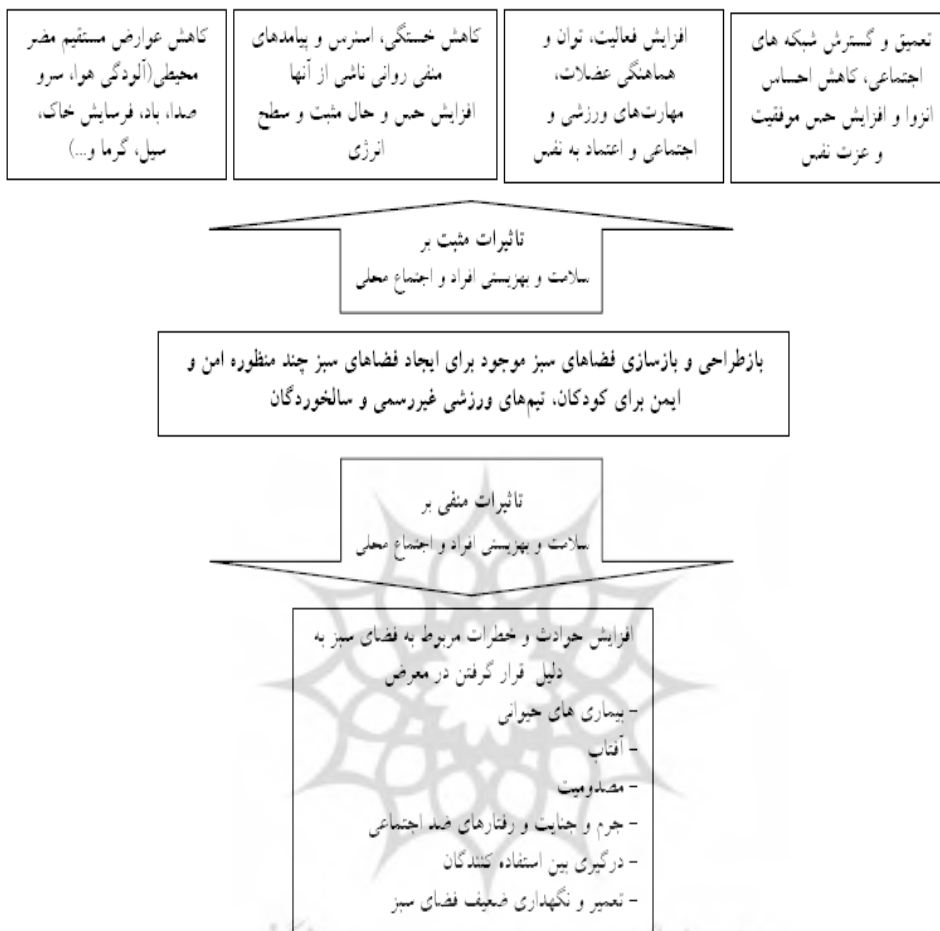 تعمیق و گسترش شبکه های
اجتماعی، کاهش احساس
انزوا و افزایش حس موفقیت
و عزت نفس
افزایش فعالیت، توان و
هماهنگی عضلات،
مهارت‌های ورزشی و
اجتماعی و اعتماد به نفس
کاهش خستگی، استرس و پیامدهای
منفی روانی ناشی از آنها
افزایش حس و حال مثبت و سطح
انرژی
کاهش عوارض مستقیم مضر
محیطی(آلودگی هوا، سرو
صدا، باد، فرسایش خاک،
سیل، گرما و...)
تاثیرات مثبت بر
سلامت و بهزیستی افراد و اجتماع محلی
بازطراحی و بازسازی فضاهای سبز موجود برای ایجاد فضاهای سبز چند منظوره امن و
ایمن برای کودکان، تیم‌های ورزشی غیررسمی و سالخوردگان
تاثیرات منفی بر
سلامت و بهزیستی افراد و اجتماع محلی
افزایش حوادث و خطرات مربوط به فضای سبز به
دلیل قرار گرفتن در معرض
- بیماری های حیوانی
- آفتاب
- مصدومیت
- جرم و جنایت و رفتارهای ضد اجتماعی
- درگیری بین استفاده کنندگان
- تعمیر و نگهداری ضعیف فضای سبز